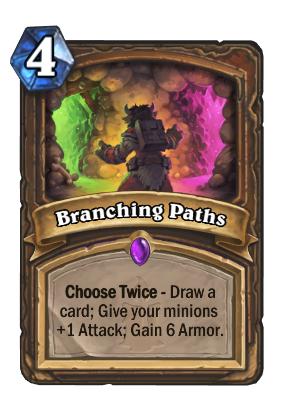 4
Branching Paths
Choose Twice - Draw a
card; Give your minions
+1 Attack; Gain 6 Armor.